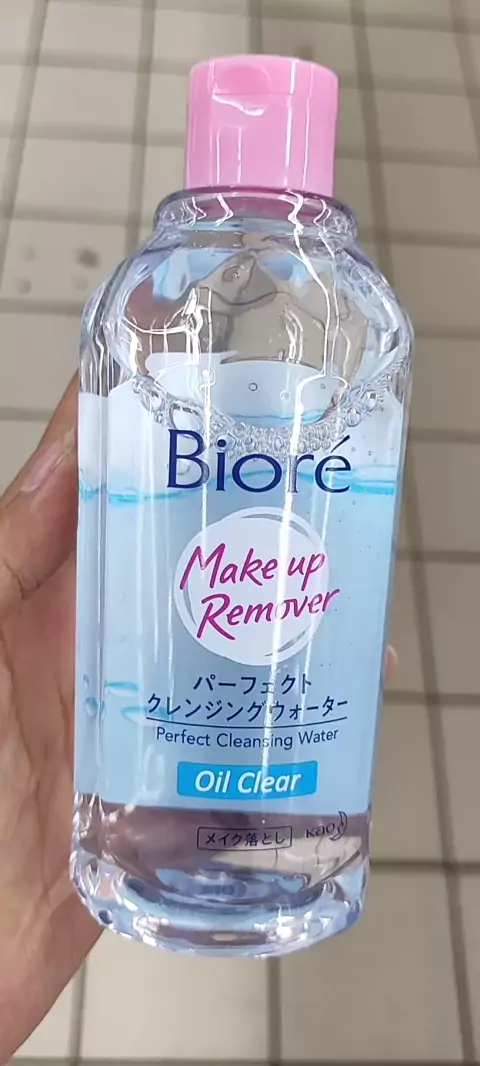 Bioré
Make up
Remover
パーフェクト
クレンジングウォーター
Perfect Cleansing Water
Oil Clear
メイク落とし
Kao